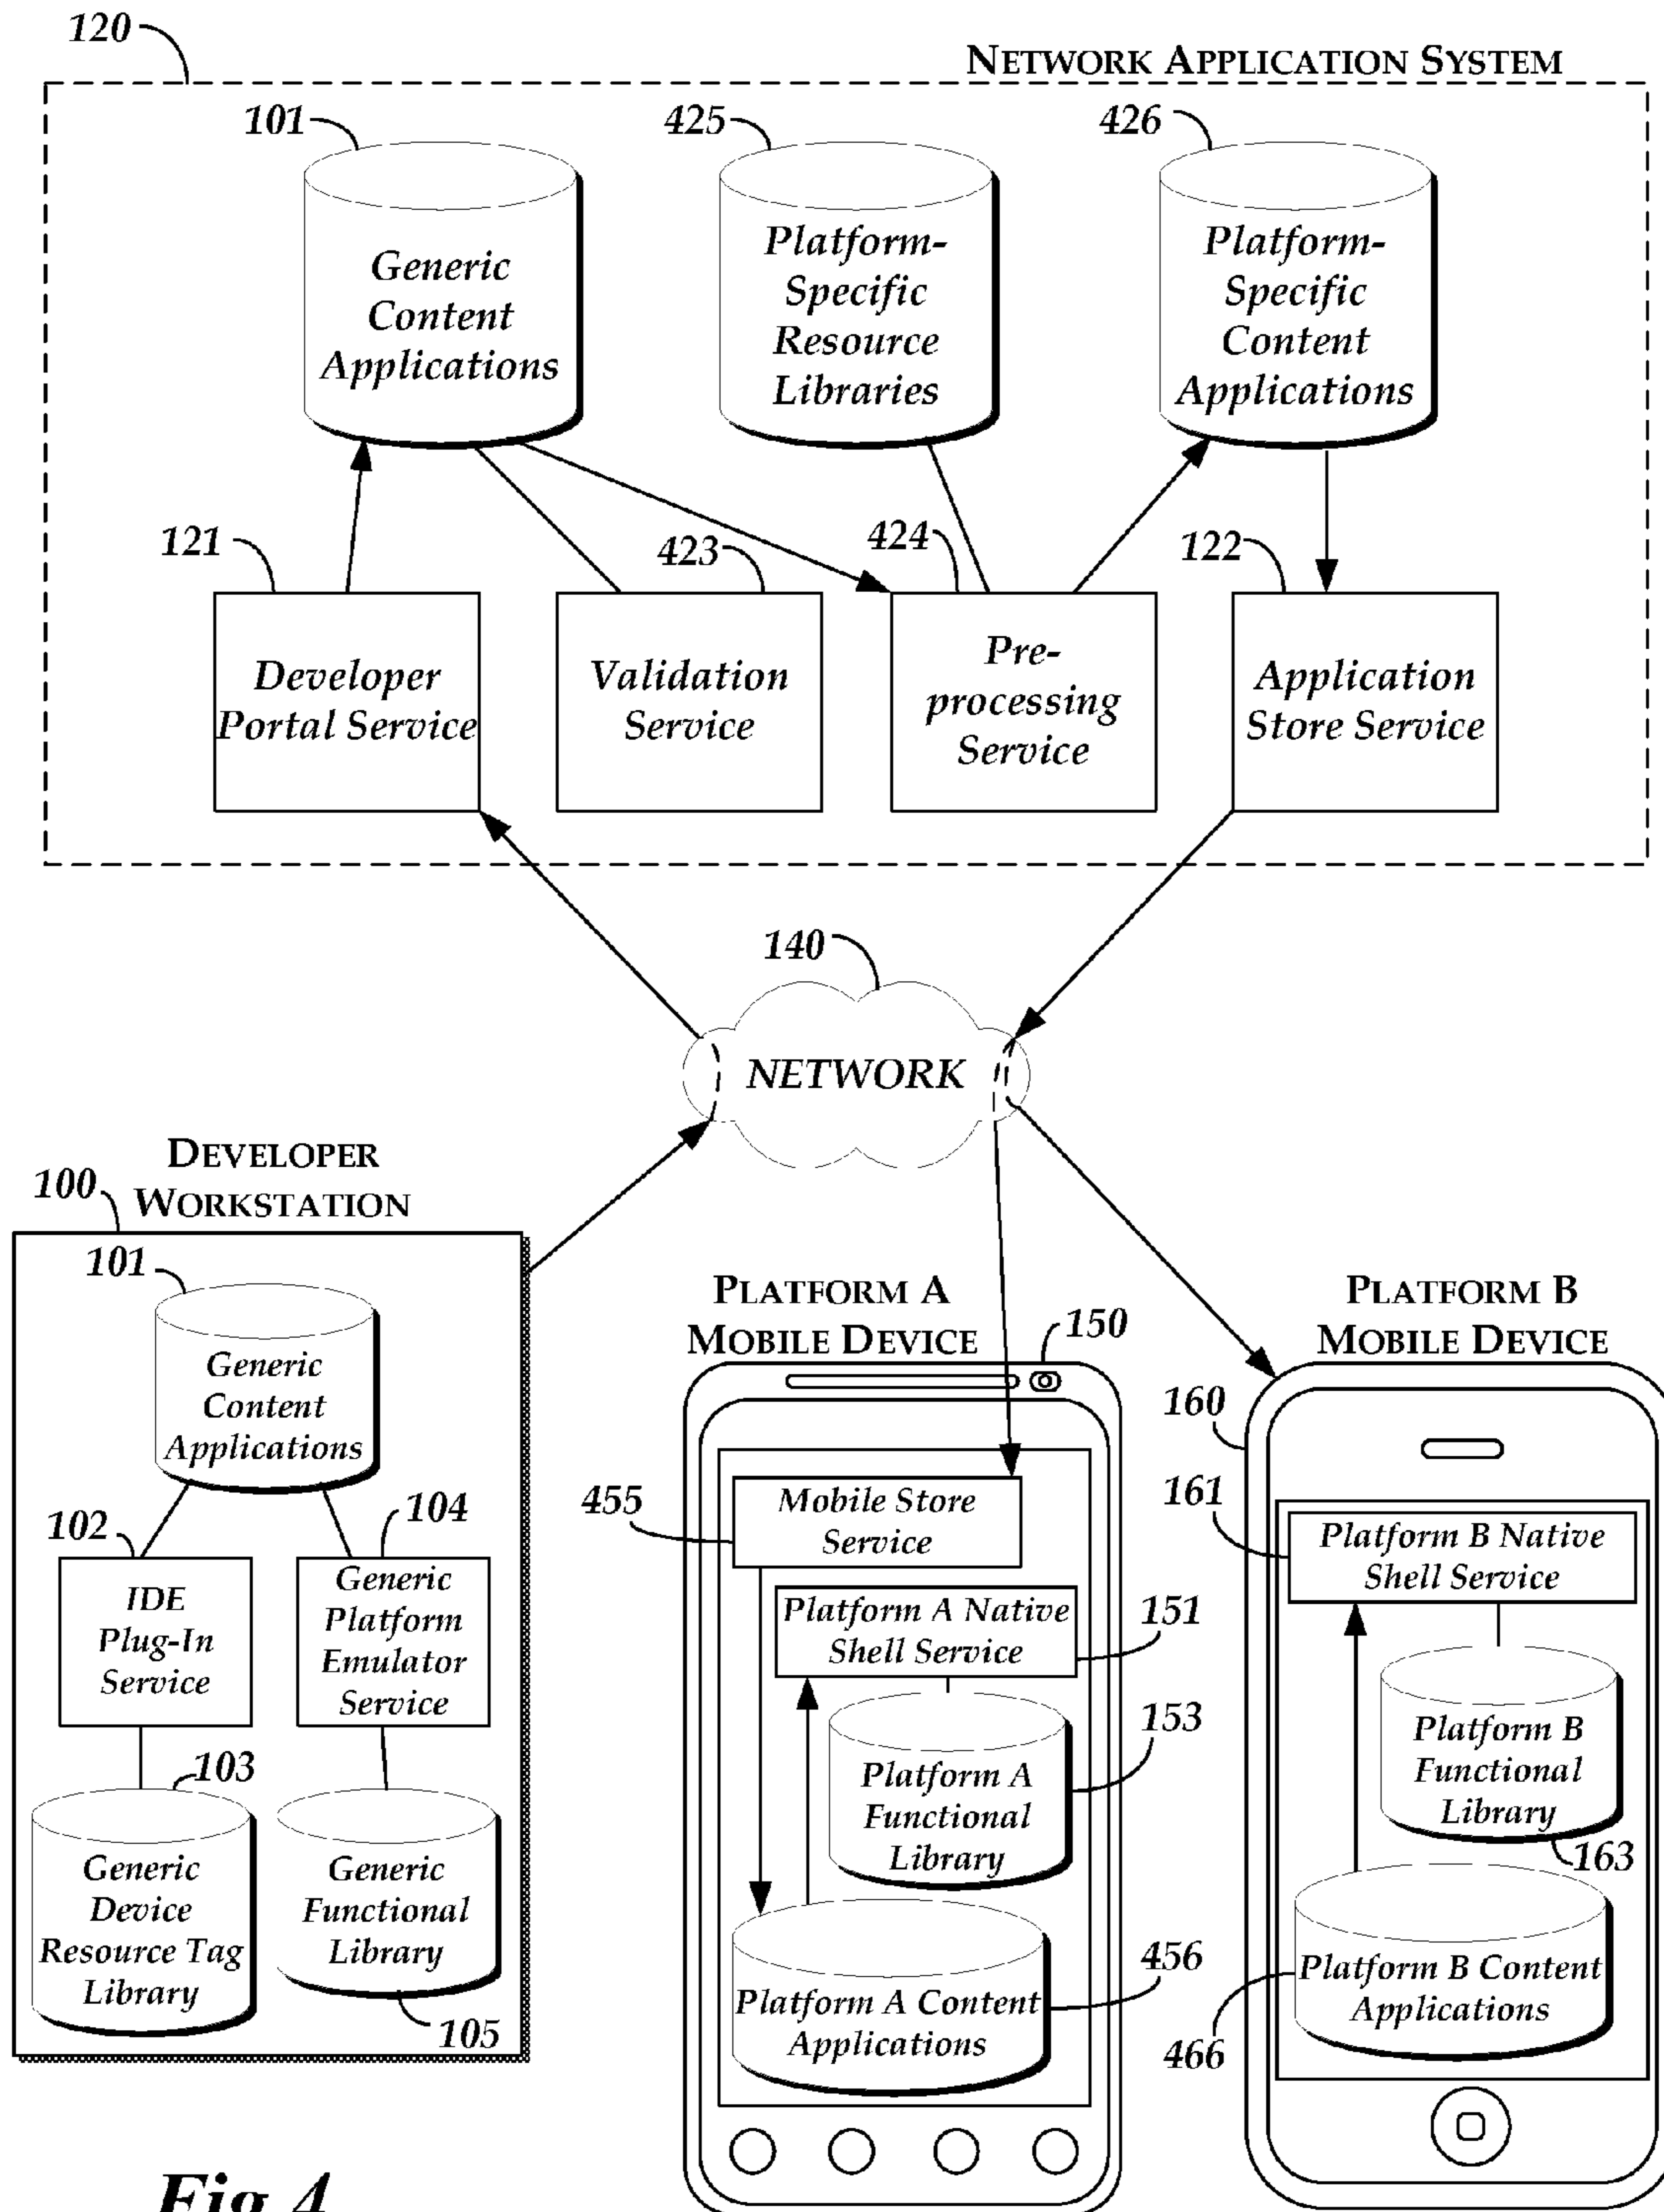 120
NETWORK APPLICATION SYSTEM
101
425
426
Generic
Content
Applications
Platform-
Specific
Resource
Libraries
Platform-
Specific
Content
Applications
121
423
424
122
Developer
Portal Service
Validation
Service
Pre-
processing
Service
Application
Store Service
140
NETWORK
DEVELOPER
WORKSTATION
100
101
Generic
Content
Applications
102
104
IDE
Plug-In
Service
Generic
Platform
Emulator
Service
103
Generic
Device
Resource Tag
Library
Generic
Functional
Library
105
PLATFORM A
MOBILE DEVICE
150
455
Mobile Store
Service
Platform A Native
Shell Service
151
153
Platform A
Functional
Library
456
Platform A Content
Applications
PLATFORM B
MOBILE DEVICE
160
161
Platform B Native
Shell Service
Platform B
Functional
Library
163
Platform B Content
Applications
466
Fig.4